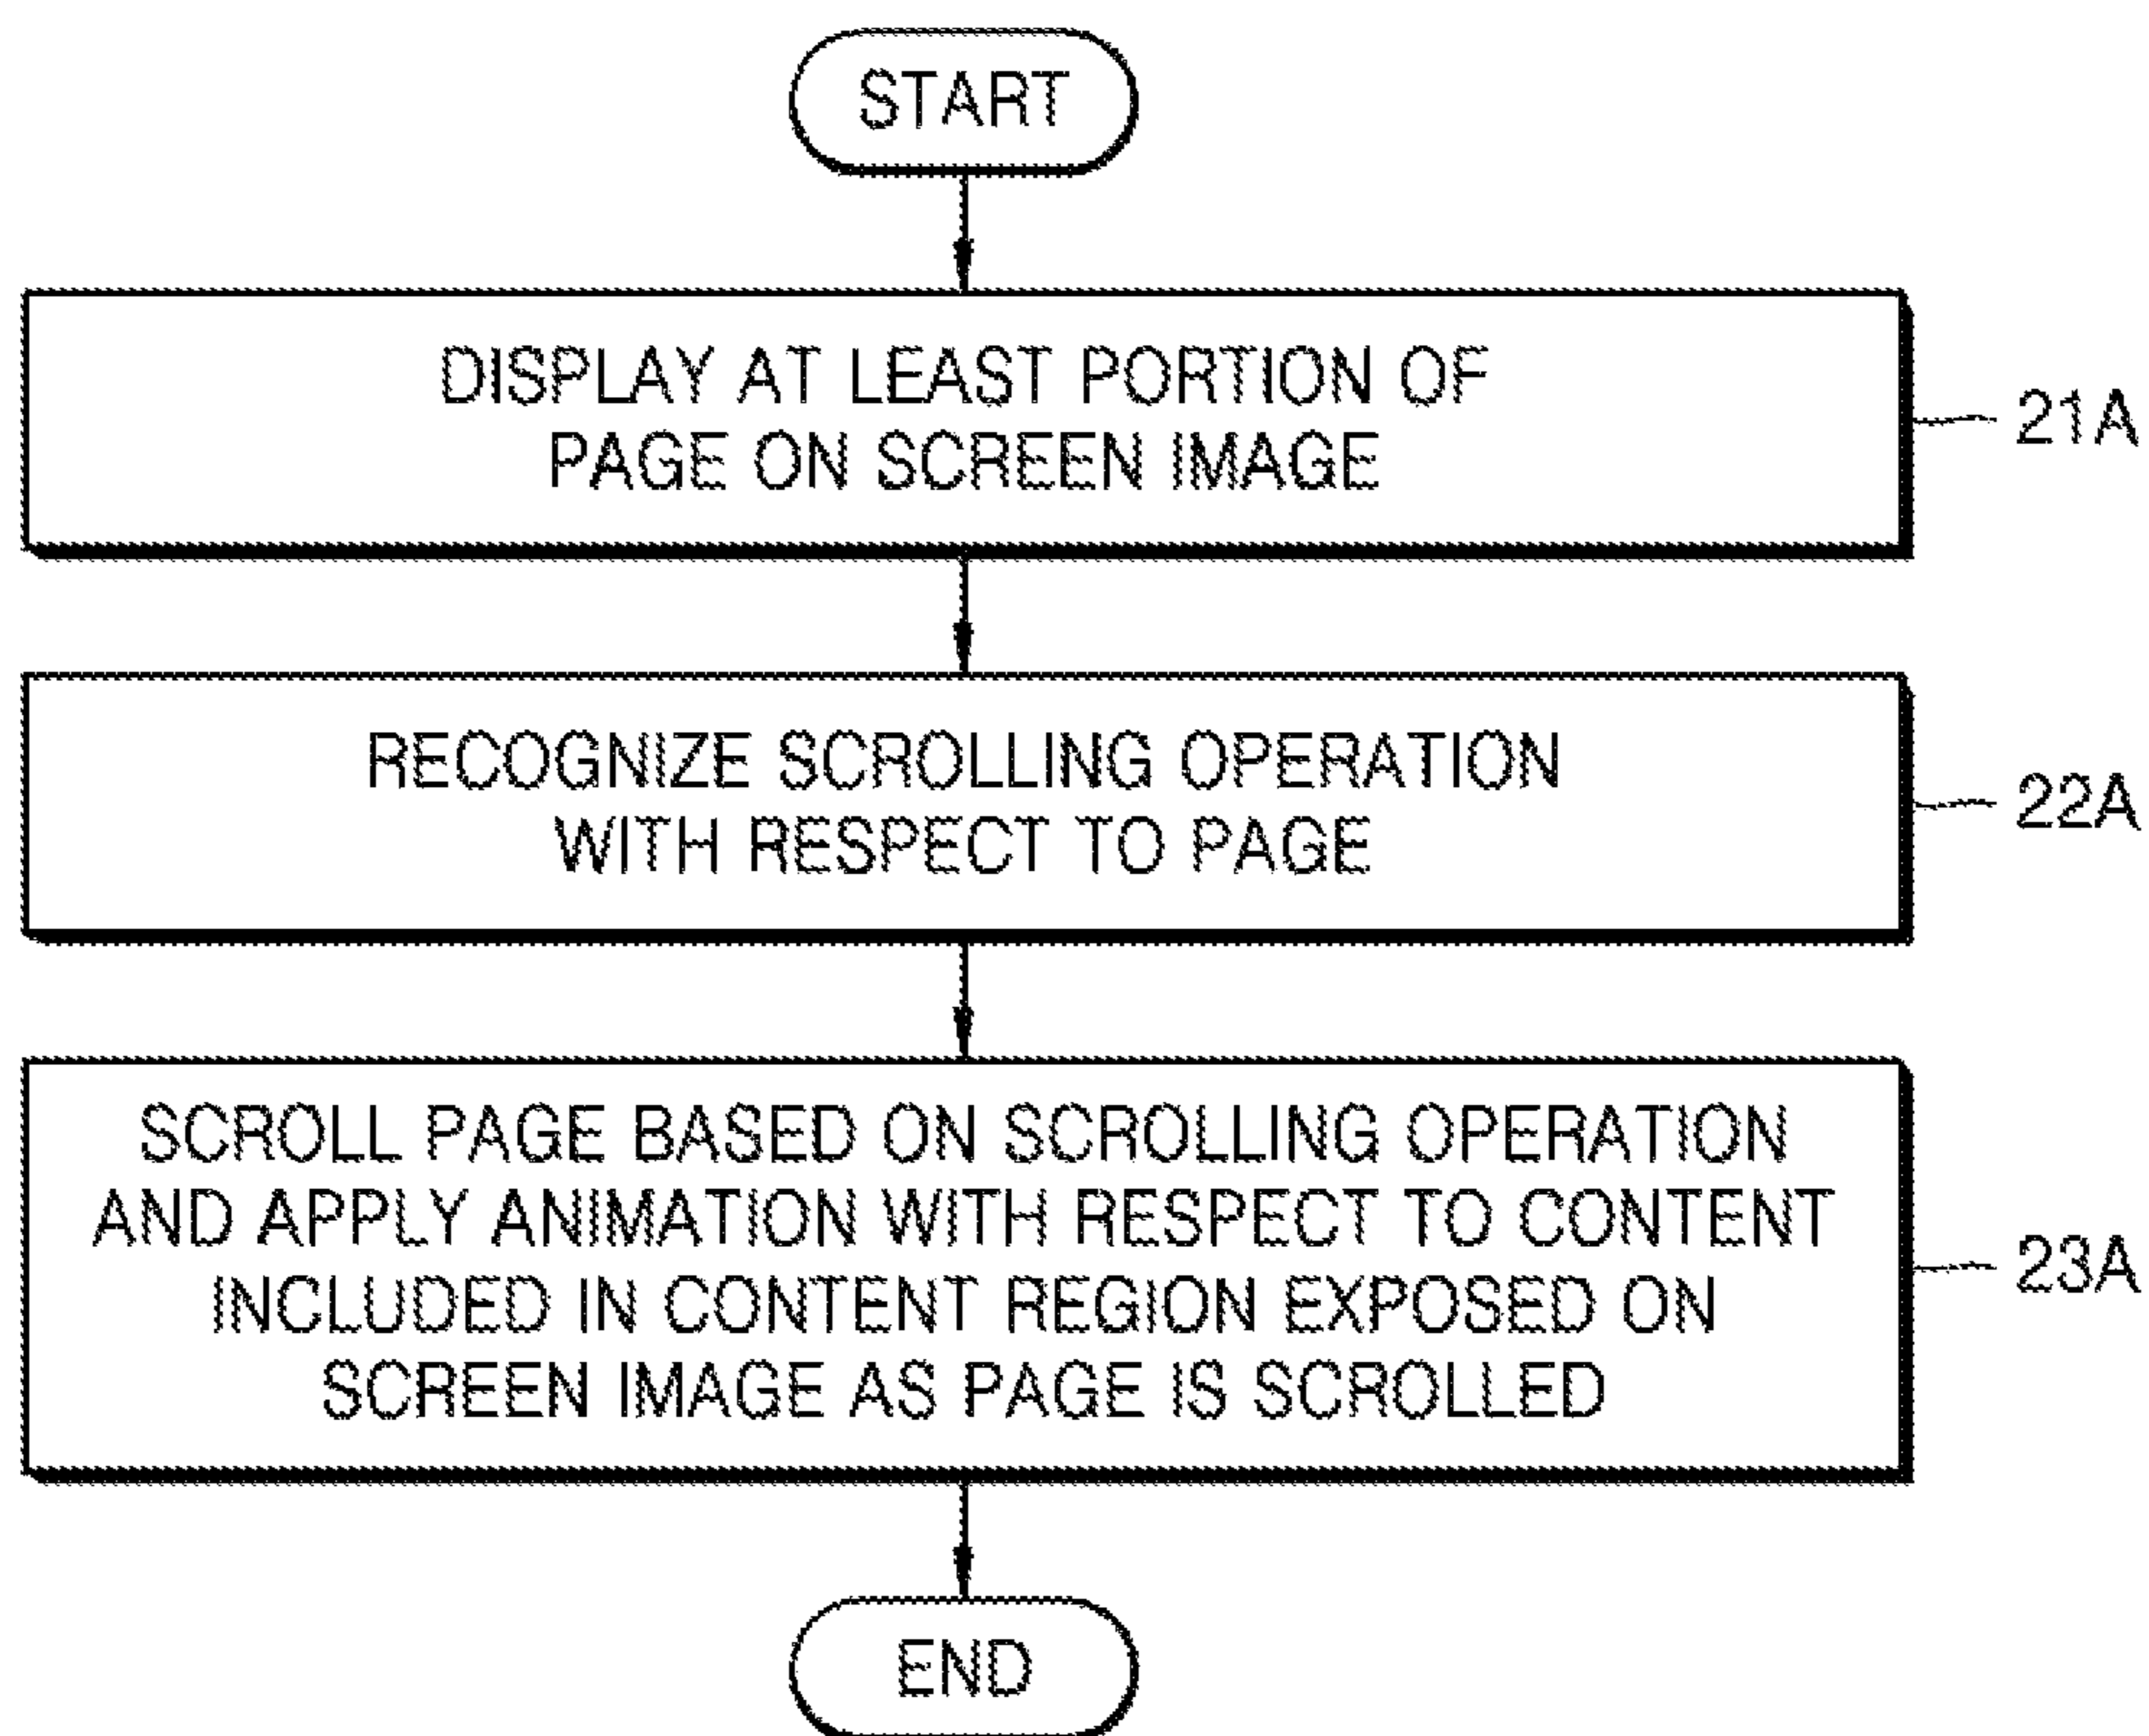 START
DISPLAY AT LEAST PORTION OF
PAGE ON SCREEN IMAGE
21A
RECOGNIZE SCROLLING OPERATION
WITH RESPECT TO PAGE
22A
SCROLL PAGE BASED ON SCROLLING OPERATION
AND APPLY ANIMATION WITH RESPECT TO CONTENT
INCLUDED IN CONTENT REGION EXPOSED ON
SCREEN IMAGE AS PAGE IS SCROLLED
23A
END